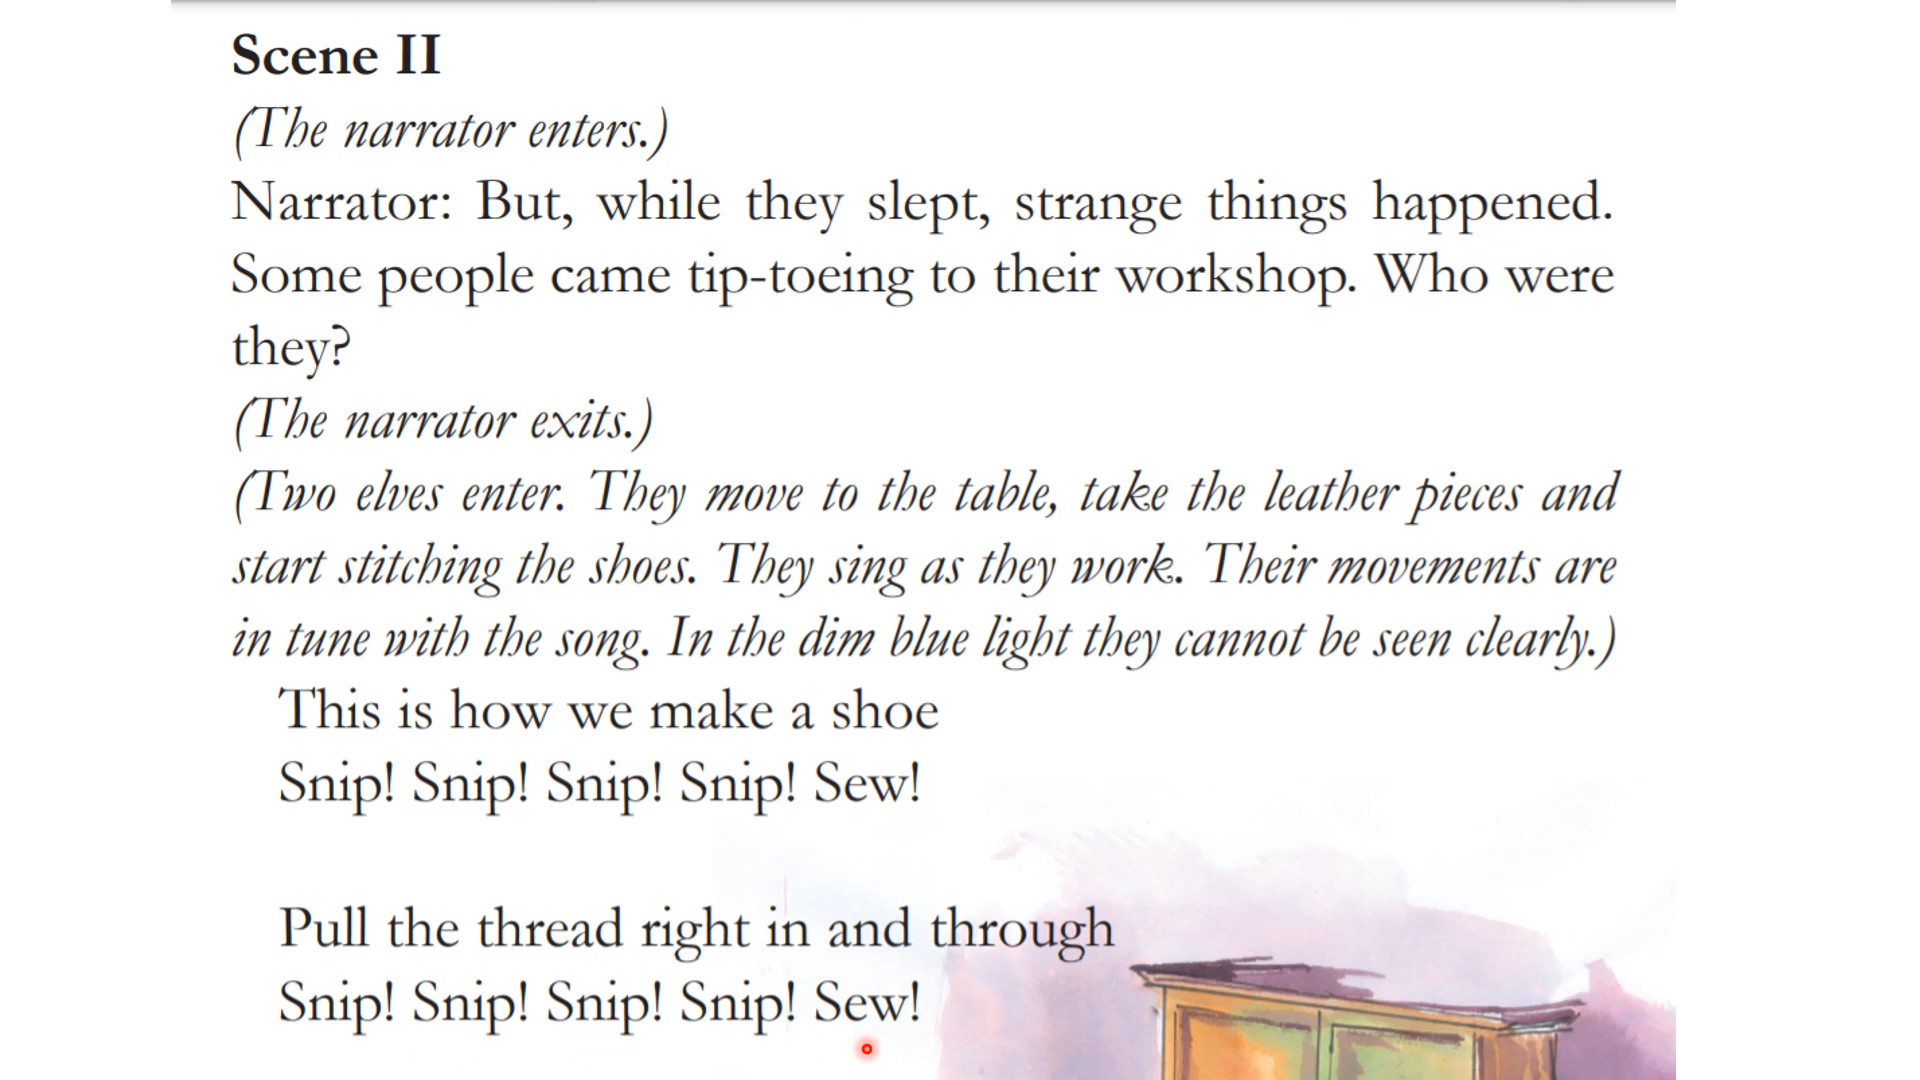 Scene II
(The narrator enters.)
Narrator: But, while they slept, strange things happened.
Some people came tip-toeing to their workshop. Who were
they?
(The narrator exits.)
(Two elves enter. They move to the table, take the leather pieces and
start stitching the shoes. They sing as they work. Their movements are
in tune with the song. In the dim blue light they cannot be seen clearly.)
This is how we make a shoe
Snip! Snip! Snip! Snip! Sew!
Pull the thread right in and through
Snip! Snip! Snip! Snip! Sew!